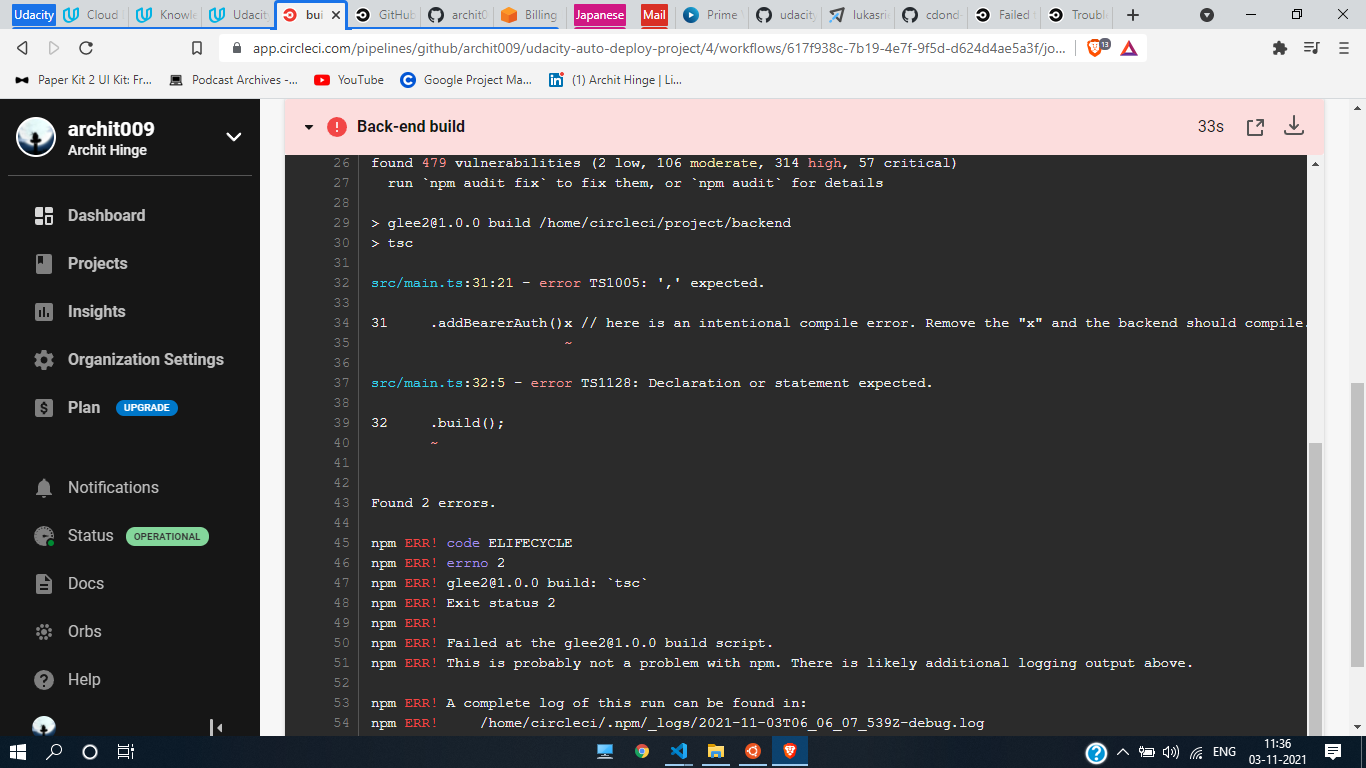 Udacity Cloud Knowle Udacity bui GitHub archit0 Billing Japanese Mail Prime udacity lukasrie cdond- Failed t Troubl
app.circleci.com/pipelines/github/archit009/udacity-auto-deploy-project/4/workflows/617f938c-7b19-4e7f-9f5d-d624d4ae5a3f/jo... 13
Paper Kit 2 UI Kit: Fr... Podcast Archives -... YouTube Google Project Ma... (1) Archit Hinge | Li...
archit009
Archit Hinge
Dashboard
Projects
Insights
Organization Settings
Plan UPGRADE
Notifications
Status OPERATIONAL
Docs
Orbs
Help
Back-end build 33s
26 found 479 vulnerabilities (2 low, 106 moderate, 314 high, 57 critical)
27 run `npm audit fix` to fix them, or `npm audit` for details
28
29 > glee2@1.0.0 build /home/circleci/project/backend
30 > tsc
31
32 src/main.ts:31:21 - error TS1005: ',' expected.
33
34 31 .addBearerAuth()x // here is an intentional compile error. Remove the "x" and the backend should compile.
35 ~
36
37 src/main.ts:32:5 - error TS1128: Declaration or statement expected.
38
39 32 .build();
40 ~
41
42
43 Found 2 errors.
44
45 npm ERR! code ELIFECYCLE
46 npm ERR! errno 2
47 npm ERR! glee2@1.0.0 build: `tsc`
48 npm ERR! Exit status 2
49 npm ERR!
50 npm ERR! Failed at the glee2@1.0.0 build script.
51 npm ERR! This is probably not a problem with npm. There is likely additional logging output above.
52
53 npm ERR! A complete log of this run can be found in:
54 npm ERR! /home/circleci/.npm/_logs/2021-11-03T06_06_07_539Z-debug.log
ENG 11:36
03-11-2021